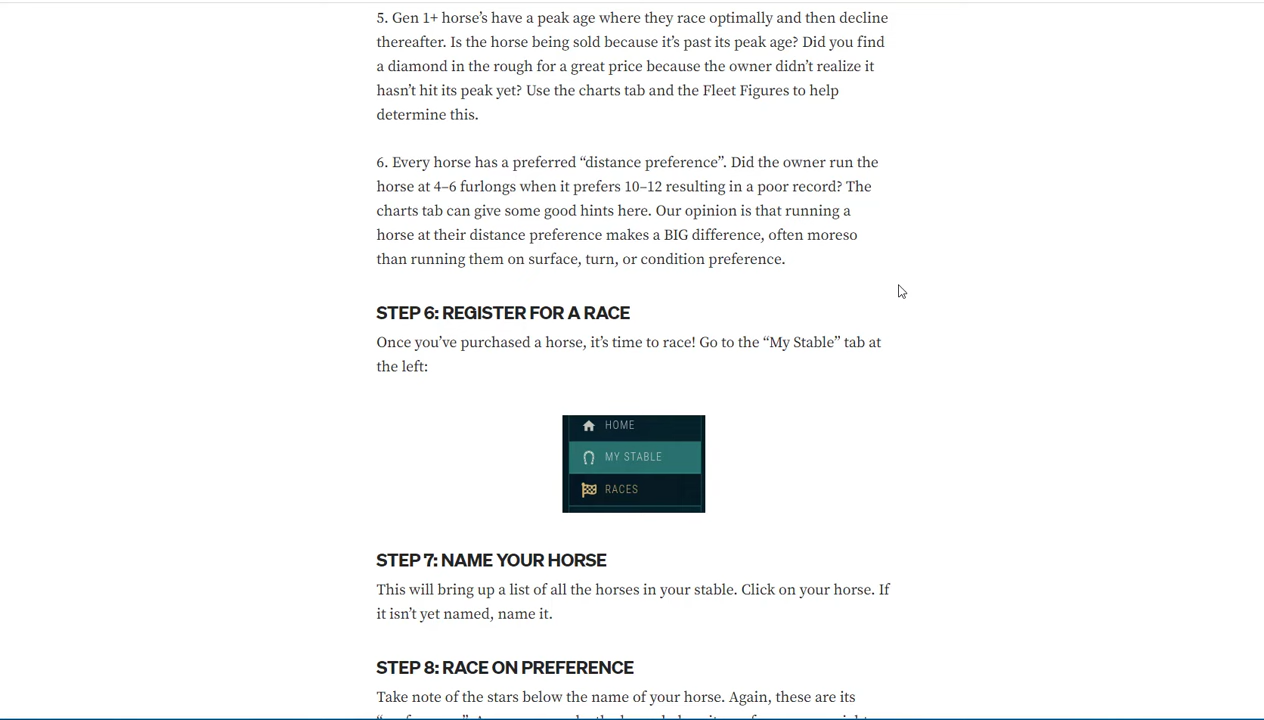 5. Gen 1+ horse’s have a peak age where they race optimally and then decline
thereafter. Is the horse being sold because it’s past its peak age? Did you find
a diamond in the rough for a great price because the owner didn’t realize it
hasn’t hit its peak yet? Use the charts tab and the Fleet Figures to help
determine this.
6. Every horse has a preferred “distance preference”. Did the owner run the
horse at 4–6 furlongs when it prefers 10–12 resulting in a poor record? The
charts tab can give some good hints here. Our opinion is that running a
horse at their distance preference makes a BIG difference, often moreso
than running them on surface, turn, or condition preference.
STEP 6: REGISTER FOR A RACE
Once you’ve purchased a horse, it’s time to race! Go to the “My Stable” tab at
the left:
HOME
MY STABLE
RACES
STEP 7: NAME YOUR HORSE
This will bring up a list of all the horses in your stable. Click on your horse. If
it isn’t yet named, name it.
STEP 8: RACE ON PREFERENCE
Take note of the stars below the name of your horse. Again, these are its